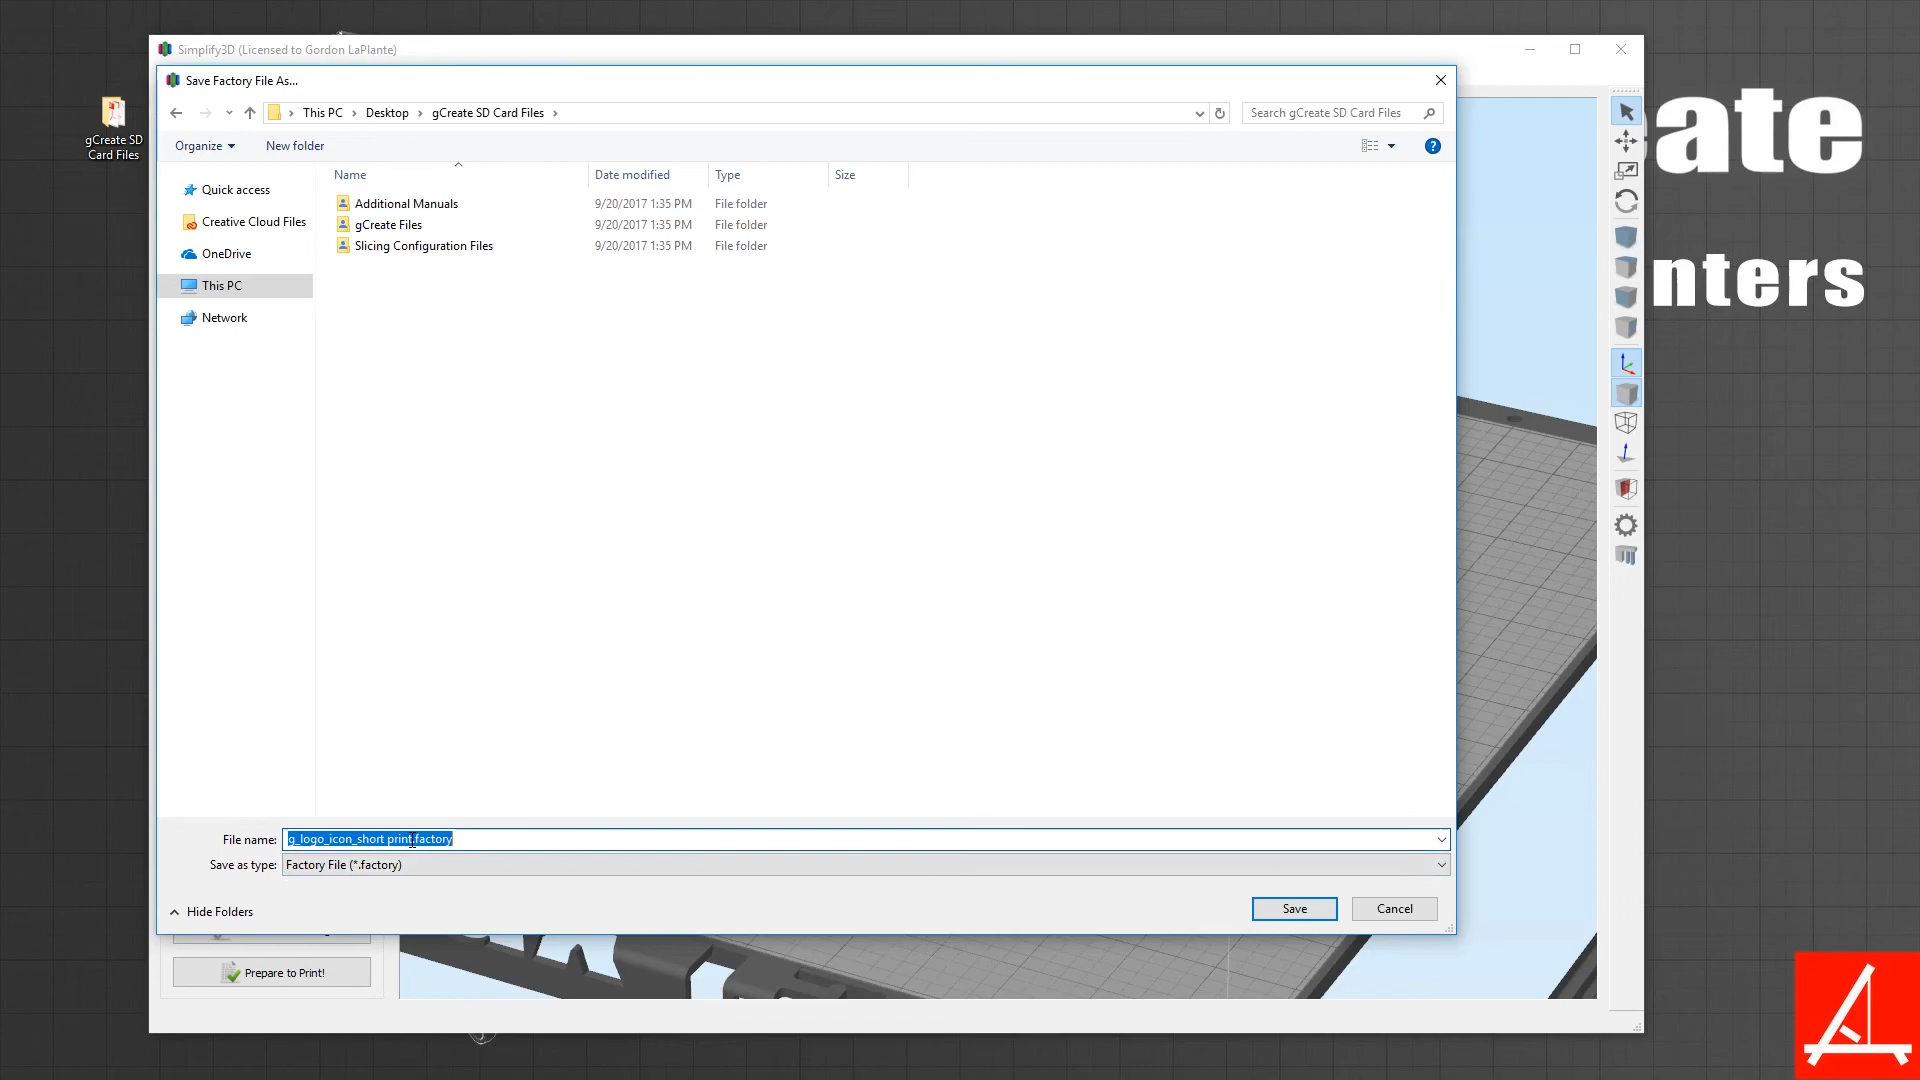 Simplify3D (Licensed to Gordon LaPlante)
Save Factory File As...
This PC
Desktop
gCreate SD Card Files
Search gCreate SD Card Files
Organize
New folder
?
Name
Date modified
Type
Size
Quick access
Creative Cloud Files
OneDrive
This PC
Network
Additional Manuals 9/20/2017 1:35 PM File folder
gCreate Files 9/20/2017 1:35 PM File folder
Slicing Configuration Files 9/20/2017 1:35 PM File folder
gCreate SD
Card Files
eate
nters
File name: g_logo_icon_short print.factory
Save as type: Factory File (*.factory)
Hide Folders
Save
Cancel
Prepare to Print!